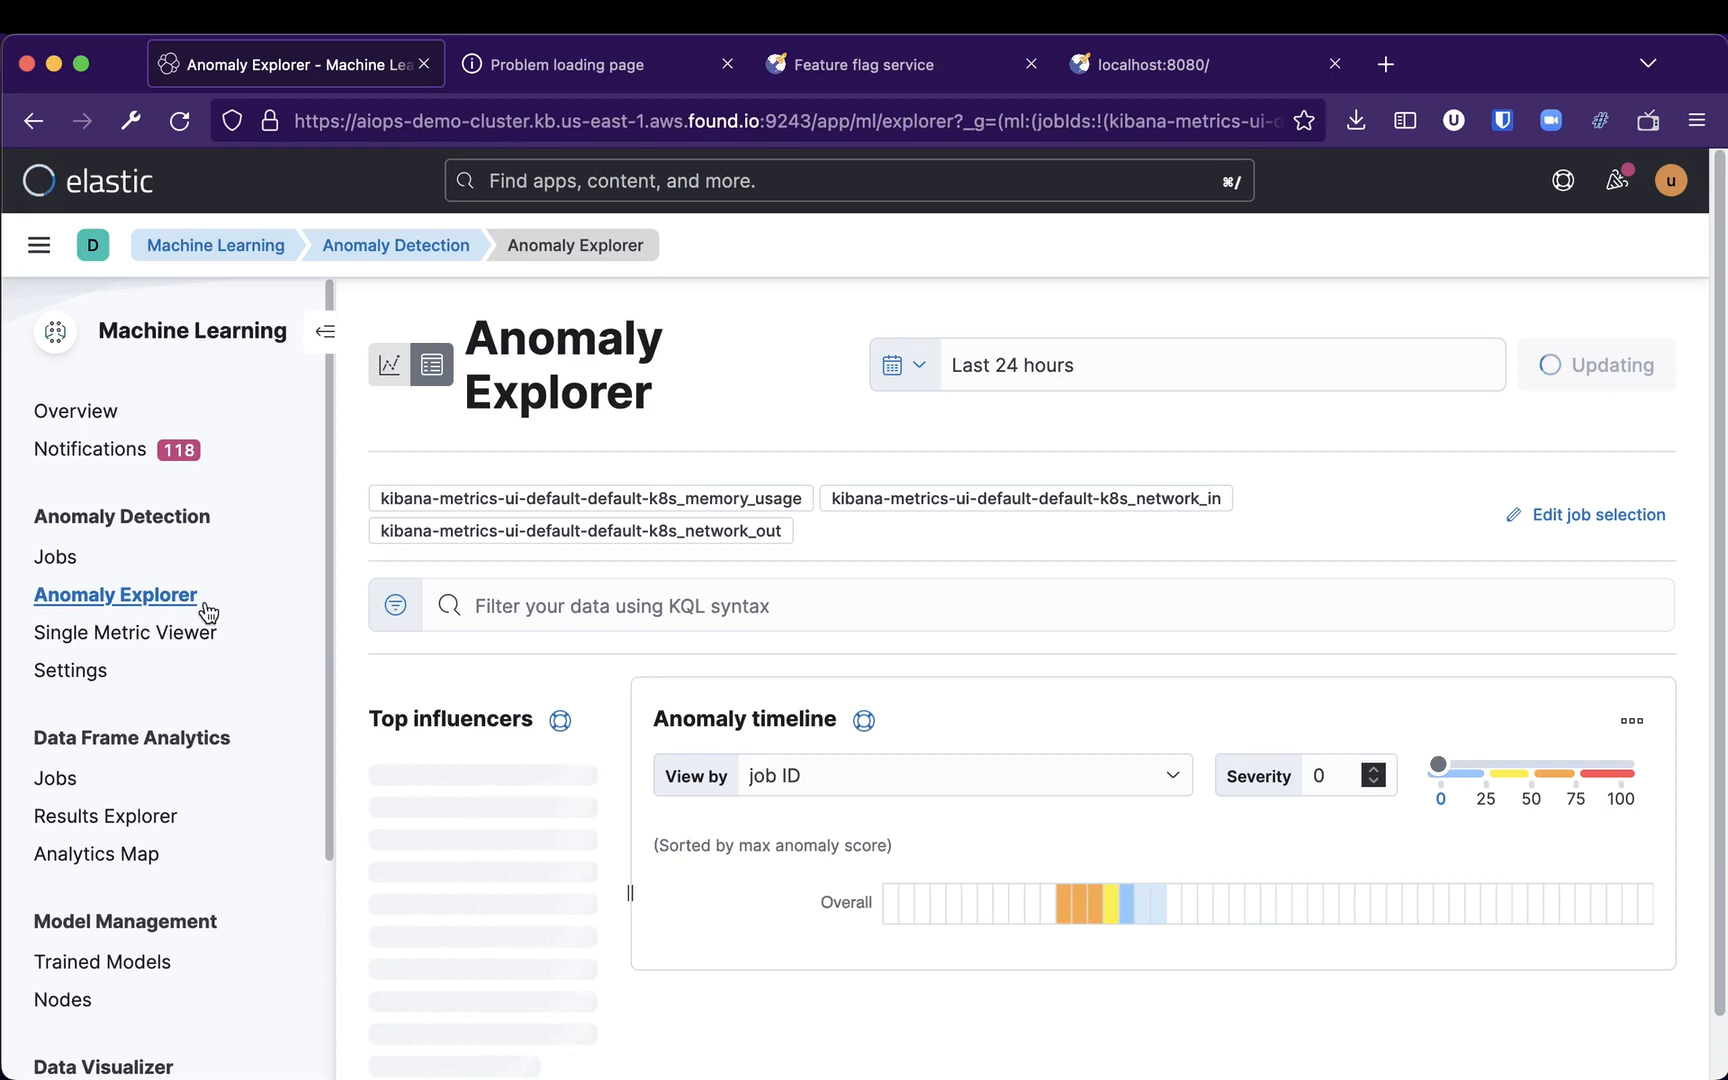 Anomaly Explorer - Machine Lea
Problem loading page
Feature flag service
localhost:8080/
https://aiops-demo-cluster.kb.us-east-1.aws.found.io:9243/app/ml/explorer?_g=(ml:(jobIds:!(kibana-metrics-ui-d
elastic
Find apps, content, and more.
⌘/
u
D
Machine Learning
Anomaly Detection
Anomaly Explorer
Machine Learning
Overview
Notifications 118
Anomaly Detection
Jobs
Anomaly Explorer
Single Metric Viewer
Settings
Data Frame Analytics
Jobs
Results Explorer
Analytics Map
Model Management
Trained Models
Nodes
Data Visualizer
Anomaly
Explorer
Last 24 hours
Updating
kibana-metrics-ui-default-default-k8s_memory_usage
kibana-metrics-ui-default-default-k8s_network_in
kibana-metrics-ui-default-default-k8s_network_out
Edit job selection
Filter your data using KQL syntax
Top influencers
Anomaly timeline
View by job ID
Severity 0
0 25 50 75 100
(Sorted by max anomaly score)
Overall